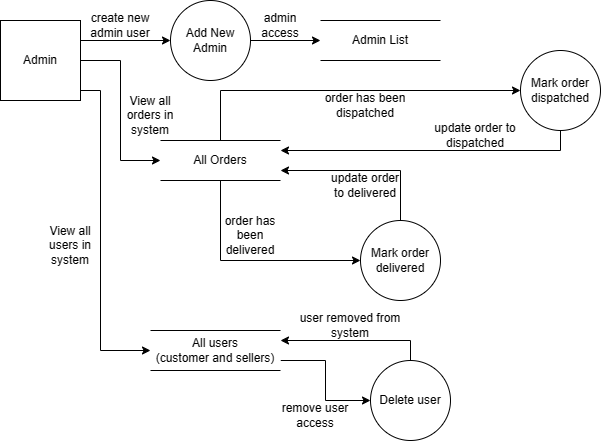 create new
admin user
Add New
Admin
admin
access
Admin List
Admin
Mark order
dispatched
View all
orders in
system
order has been
dispatched
update order to
dispatched
All Orders
update order
to delivered
order has
been
delivered
View all
users in
system
Mark order
delivered
user removed from
system
All users
(customer and sellers)
remove user
access
Delete user